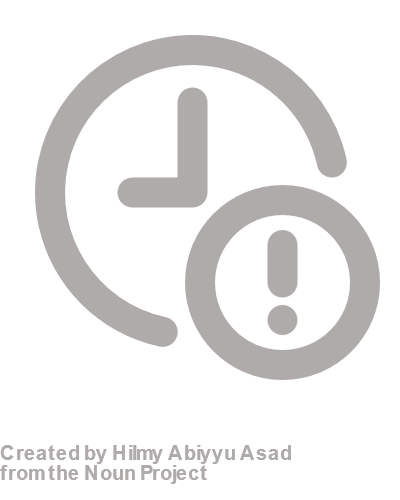 !
Created by Hilmy Abiyyu Asad
from the Noun Project